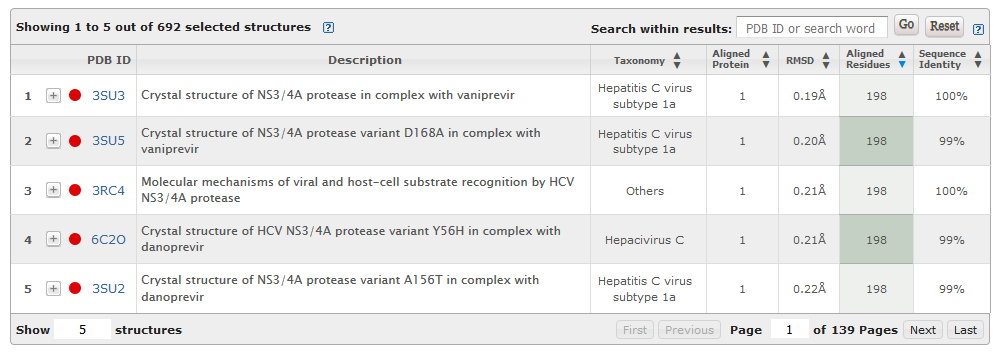 Showing 1 to 5 out of 692 selected structures ? Search within results: PDB ID or search word Go Reset ?
PDB ID Description Taxonomy Aligned Protein RMSD Aligned Residues Sequence Identity
1 + 3SU3 Crystal structure of NS3/4A protease in complex with vaniprevir Hepatitis C virus subtype 1a 1 0.19Å 198 100%
2 + 3SU5 Crystal structure of NS3/4A protease variant D168A in complex with vaniprevir Hepatitis C virus subtype 1a 1 0.20Å 198 99%
3 + 3RC4 Molecular mechanisms of viral and host-cell substrate recognition by HCV NS3/4A protease Others 1 0.21Å 198 100%
4 + 6C2O Crystal structure of HCV NS3/4A protease variant Y56H in complex with danoprevir Hepacivirus C 1 0.21Å 198 99%
5 + 3SU2 Crystal structure of NS3/4A protease variant A156T in complex with danoprevir Hepatitis C virus subtype 1a 1 0.22Å 198 99%
Show 5 structures First Previous Page 1 of 139 Pages Next Last